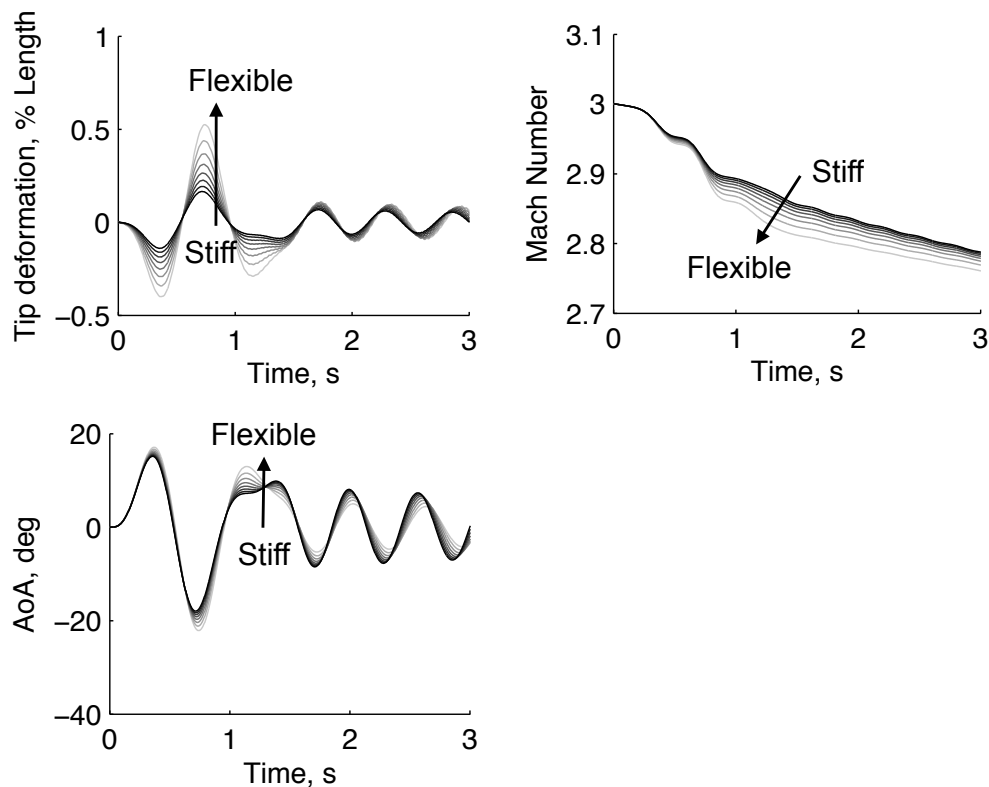 Tip deformation, % Length
1
0.5
0
−0.5
Flexible
Stiff
0 1 2 3
Time, s
Mach Number
3.1
3
2.9
2.8
2.7
Stiff
Flexible
0 1 2 3
Time, s
AoA, deg
20
0
−20
−40
Flexible
Stiff
0 1 2 3
Time, s